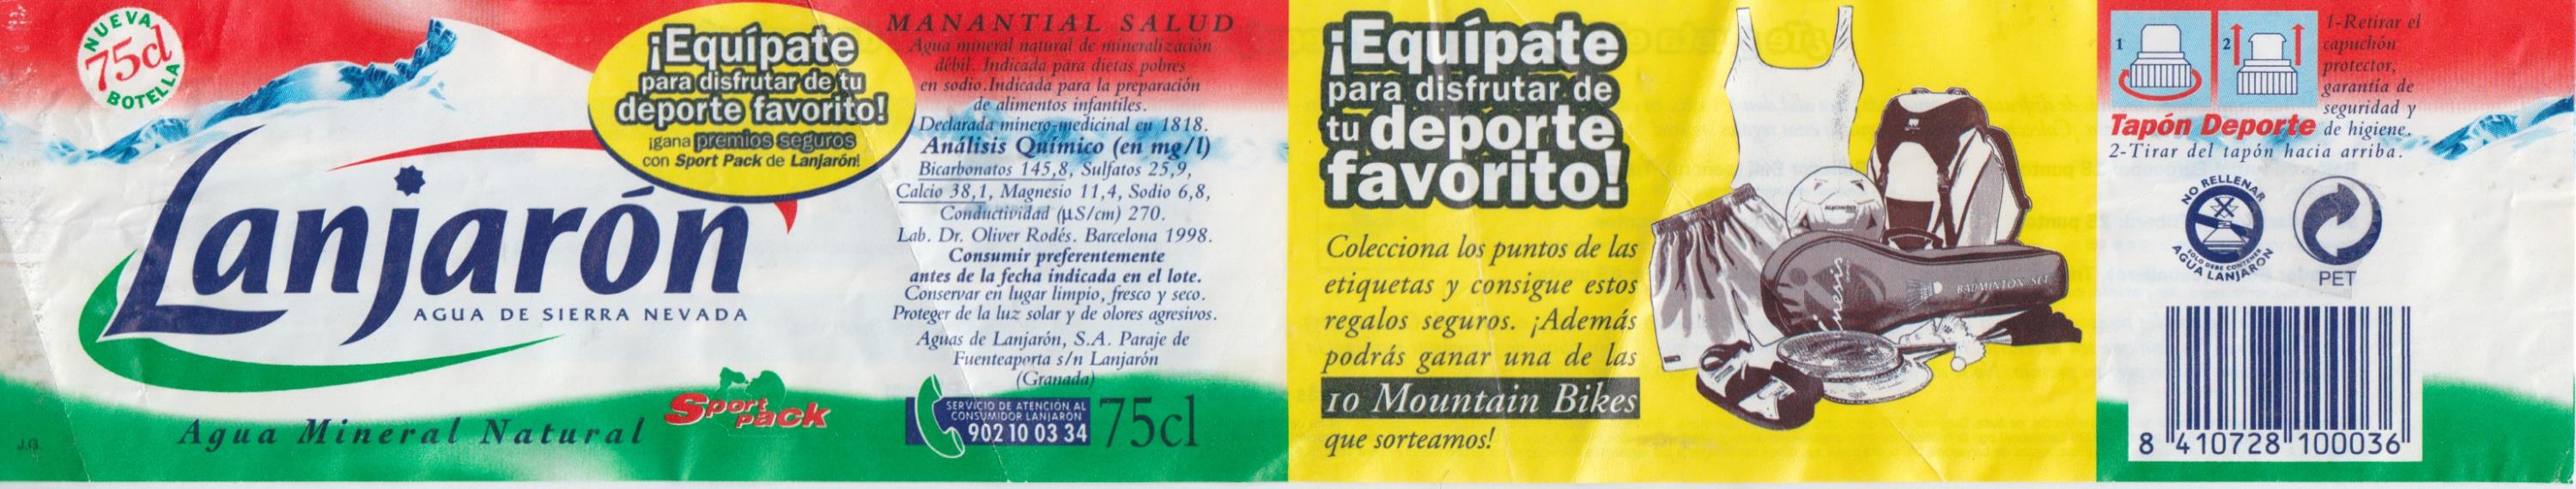 NUEVA
75cl
BOTELLA
Lanjarón
AGUA DE SIERRA NEVADA
Agua Mineral Natural
J.G.
¡Equípate
para disfrutar de tu
deporte favorito!
¡gana premios seguros
con Sport Pack de Lanjarón!
Sport
pack
MANANTIAL SALUD
Agua mineral natural de mineralización
débil. Indicada para dietas pobres
en sodio. Indicada para la preparación
de alimentos infantiles.
Declarada minero-medicinal en 1818.
Análisis Químico (en mg/l)
Bicarbonatos 145,8, Sulfatos 25,9,
Calcio 38,1, Magnesio 11,4, Sodio 6,8,
Conductividad (µS/cm) 270.
Lab. Dr. Oliver Rodés. Barcelona 1998.
Consumir preferentemente
antes de la fecha indicada en el lote.
Conservar en lugar limpio, fresco y seco.
Proteger de la luz solar y de olores agresivos.
Aguas de Lanjarón, S.A. Paraje de
Fuenteaporta s/n Lanjarón
(Granada)
SERVICIO DE ATENCIÓN AL
CONSUMIDOR LANJARÓN
902 10 03 34
75cl
¡Equípate
para disfrutar de
tu deporte
favorito!
Colecciona los puntos de las
etiquetas y consigue estos
regalos seguros. ¡Además
podrás ganar una de las
10 Mountain Bikes
que sorteamos!
BADMINTON SET
1
2
1-Retirar el
capuchón
protector,
garantía de
seguridad y
de higiene.
Tapón Deporte
2-Tirar del tapón hacia arriba.
NO RELLENAR
SOLO DEBE CONTENER
AGUA LANJARON
PET
8 410728 100036